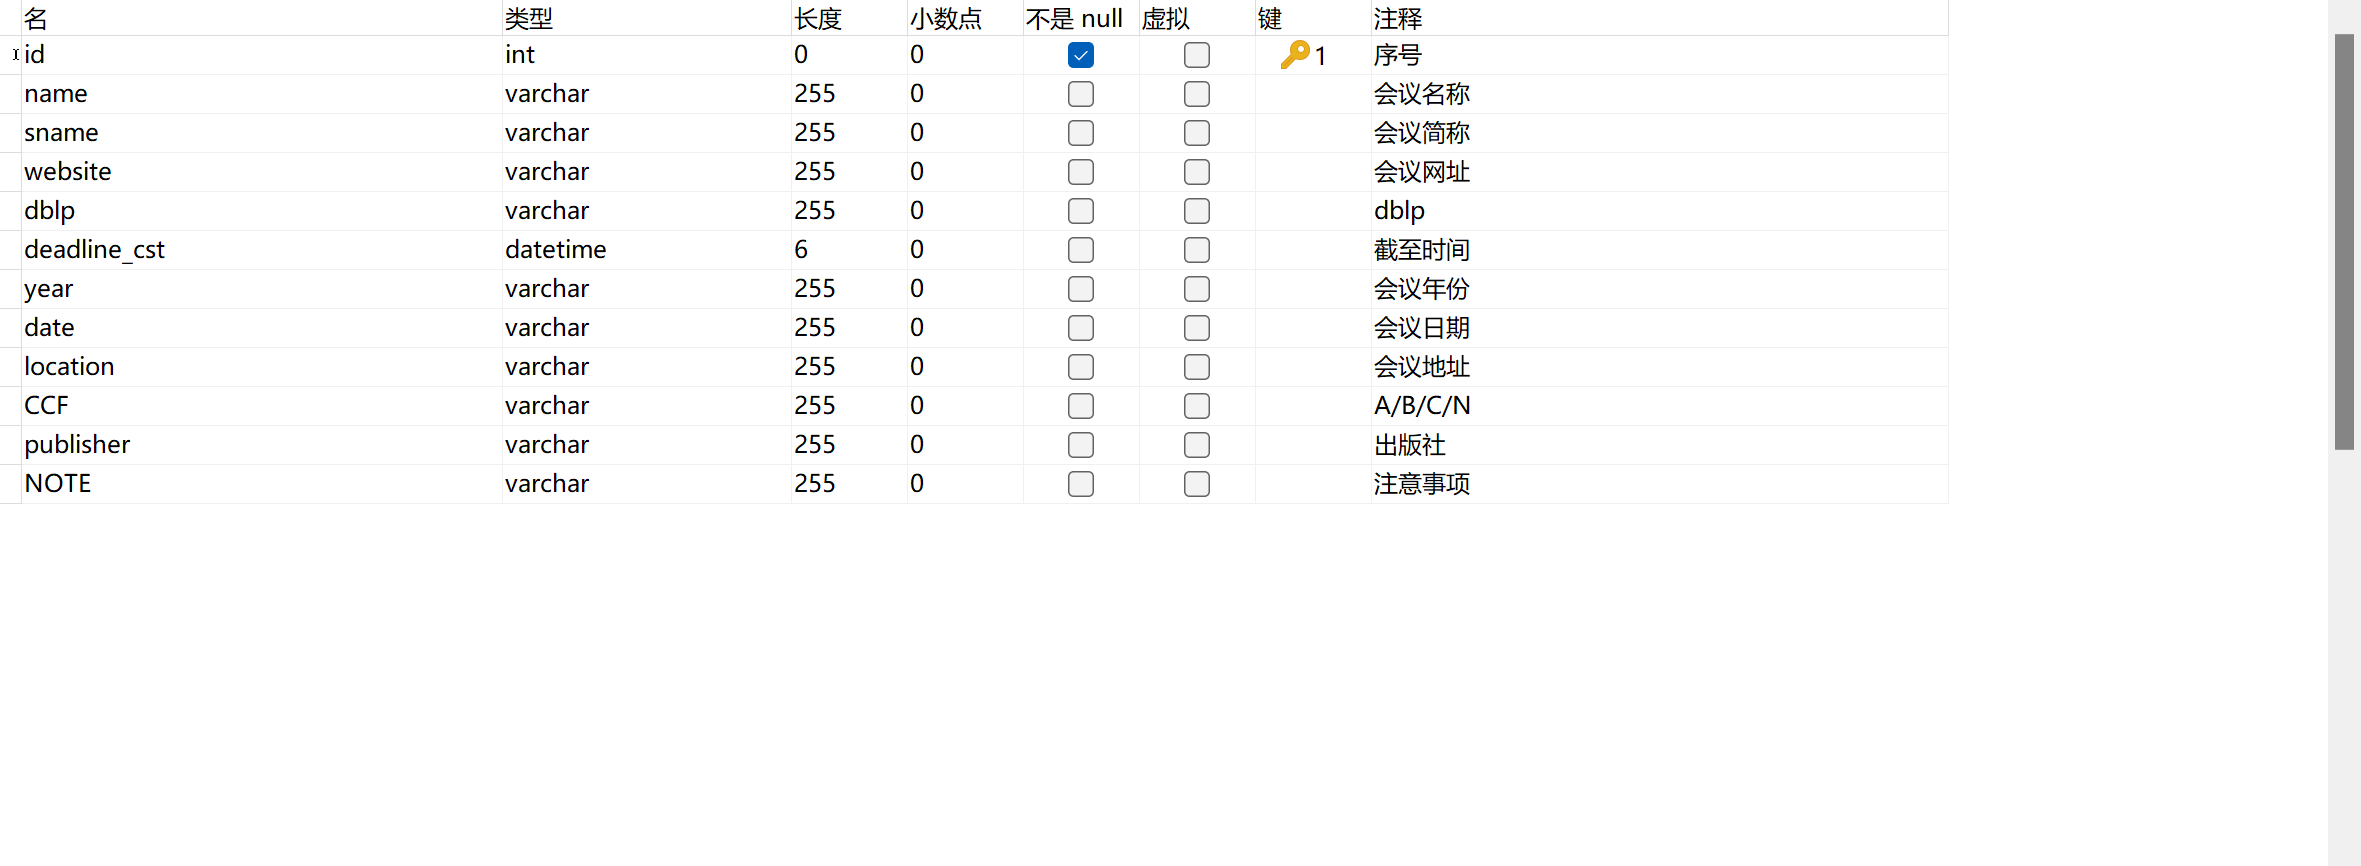 名 类型 长度 小数点 不是 null 虚拟 键 注释
id int 0 0 1 序号
name varchar 255 0 会议名称
sname varchar 255 0 会议简称
website varchar 255 0 会议网址
dblp varchar 255 0 dblp
deadline_cst datetime 6 0 截至时间
year varchar 255 0 会议年份
date varchar 255 0 会议日期
location varchar 255 0 会议地址
CCF varchar 255 0 A/B/C/N
publisher varchar 255 0 出版社
NOTE varchar 255 0 注意事项